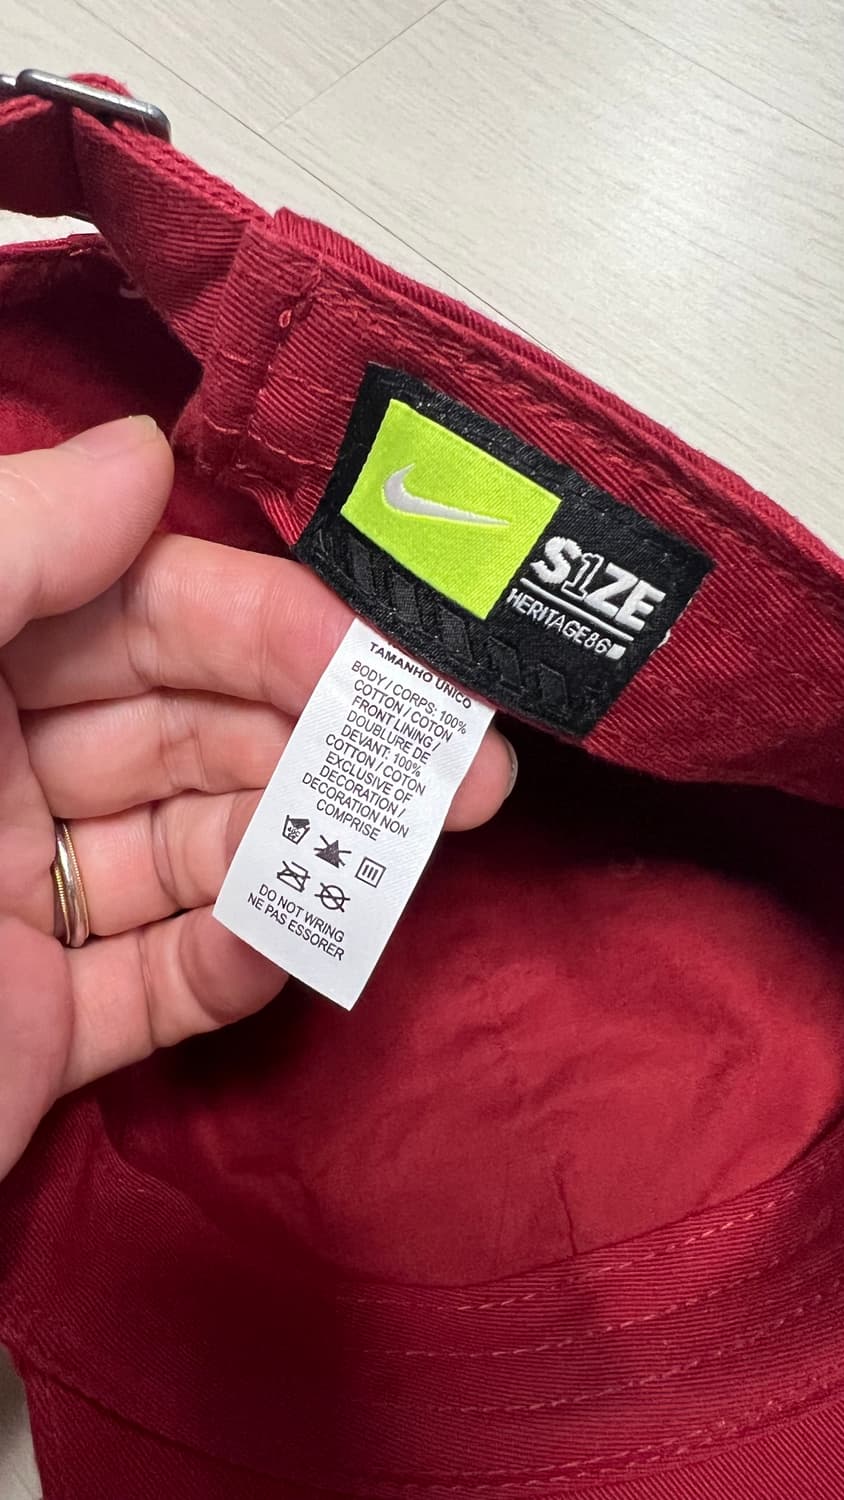 S1ZE
HERITAGE86
TAMANHO ÚNICO
BODY / CORPS: 100%
COTTON / COTON
FRONT LINING /
DOUBLURE DE
DEVANT: 100%
COTTON / COTON
EXCLUSIVE OF
DECORATION /
DECORATION NON
COMPRISE
DO NOT WRING
NE PAS ESSORER